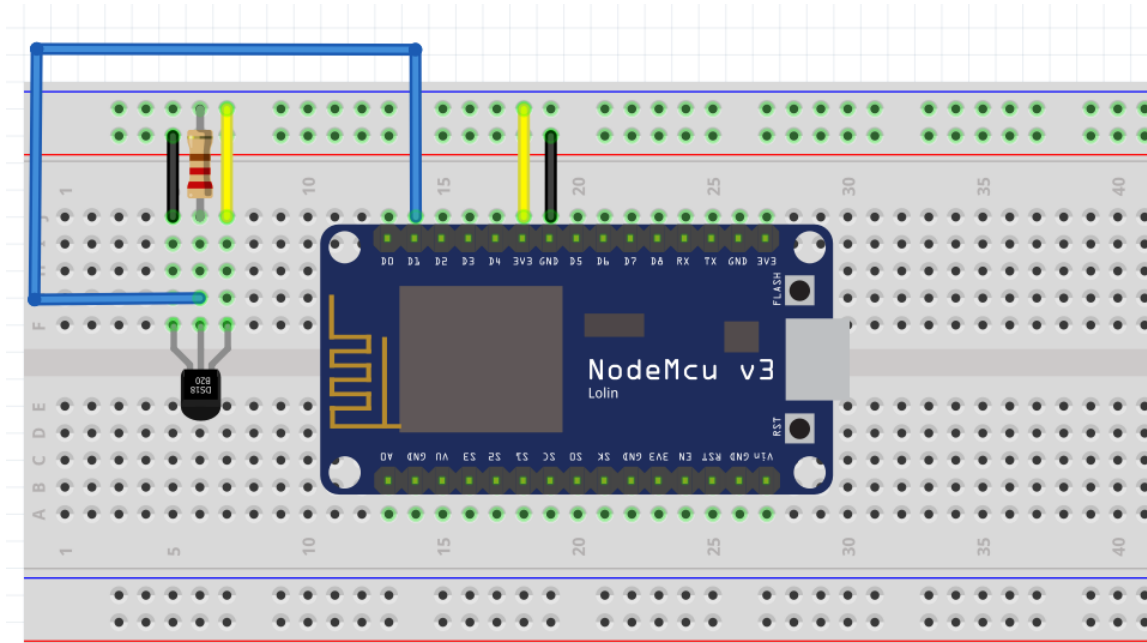 1 10 15 20 25 30 35 40
J
I
H
F
D0 D1 D2 D3 D4 3V3 GND D5 D6 D7 D8 RX TX GND 3V3
FLASH
NodeMcu v3
Lolin
DS18
B20
RST
E
D
C
B
A
A0 GND VU S3 S2 S1 SC SO SK GND 3V3 EN RST GND Vin
1 5 10 15 20 25 30 35 40